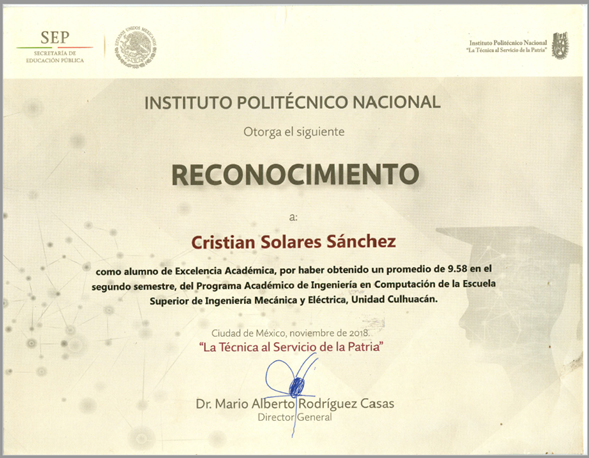 SEP
SECRETARÍA DE
EDUCACIÓN PÚBLICA
ESTADOS UNIDOS MEXICANOS
Instituto Politécnico Nacional
"La Técnica al Servicio de la Patria"
INSTITUTO POLITÉCNICO NACIONAL
Otorga el siguiente
RECONOCIMIENTO
a:
Cristian Solares Sánchez
como alumno de Excelencia Académica, por haber obtenido un promedio de 9.58 en el
segundo semestre, del Programa Académico de Ingeniería en Computación de la Escuela
Superior de Ingeniería Mecánica y Eléctrica, Unidad Culhuacán.
Ciudad de México, noviembre de 2018.
"La Técnica al Servicio de la Patria"
Dr. Mario Alberto Rodríguez Casas
Director General